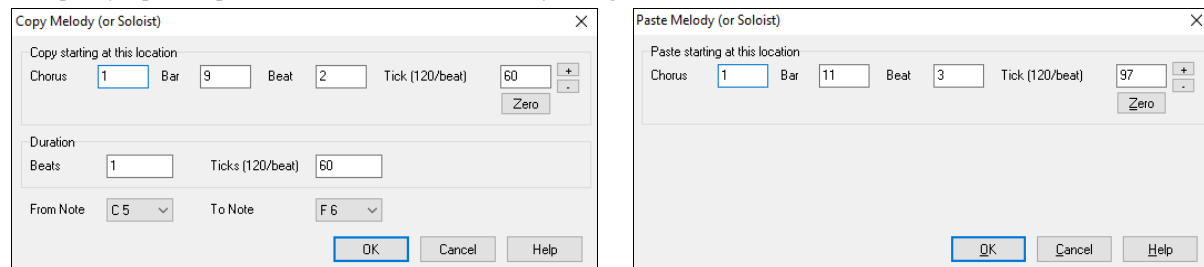 Copy Melody (or Soloist)
Copy starting at this location
Chorus 1 Bar 9 Beat 2 Tick (120/beat) 60 + -
Zero
Duration
Beats 1 Ticks (120/beat) 60
From Note C 5 To Note F 6
OK Cancel Help
Paste Melody (or Soloist)
Paste starting at this location
Chorus 1 Bar 11 Beat 3 Tick (120/beat) 97 + -
Zero
OK Cancel Help